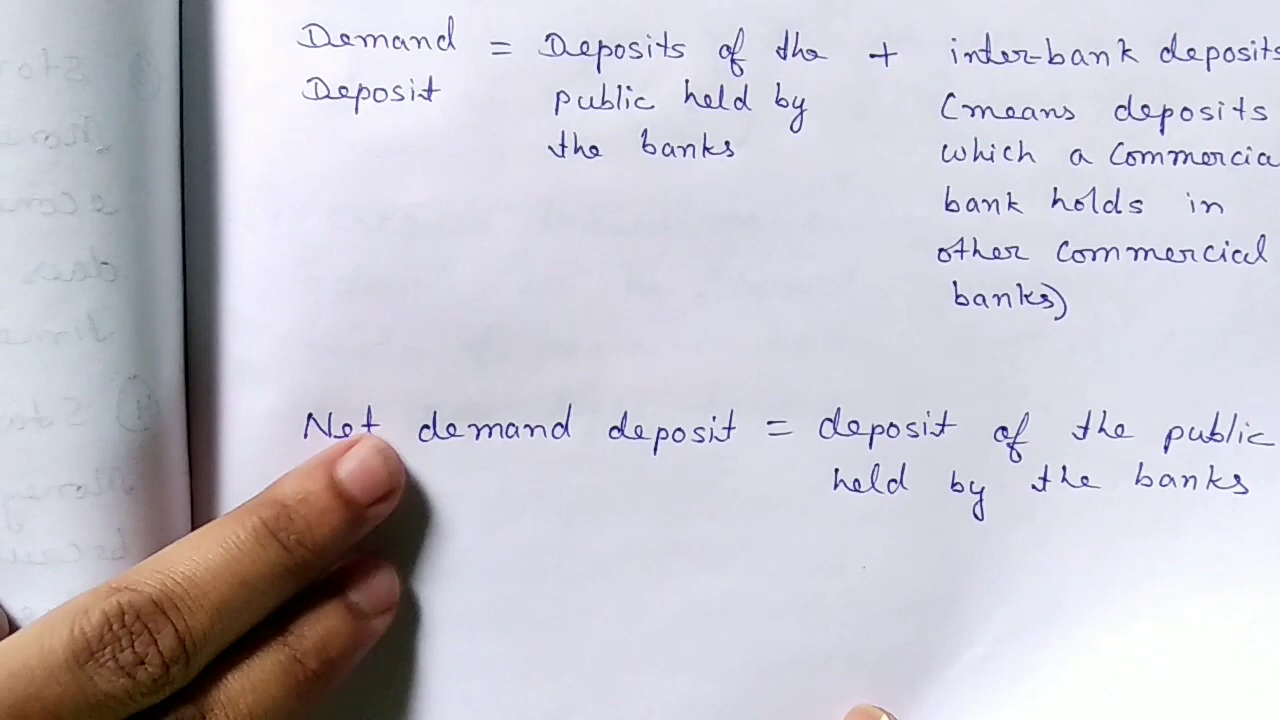 Demand = Deposits of the + inter-bank deposits
Deposit public held by (means deposits
the banks which a commercia
bank holds in
other commercial
banks)
Net demand deposit = deposit of the public
held by the banks